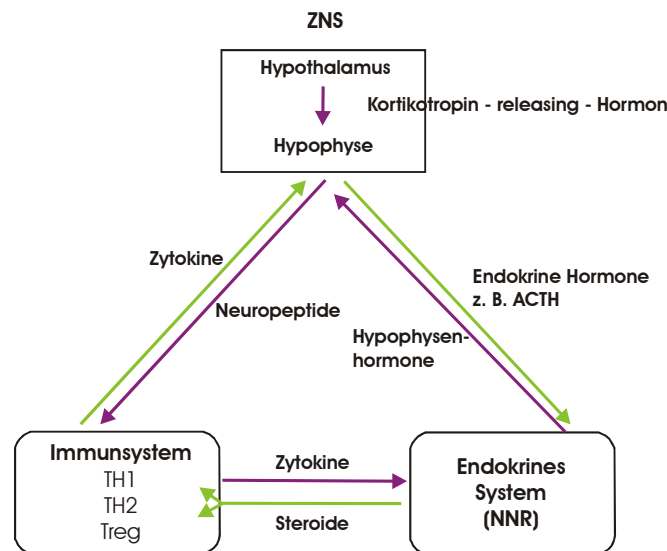 ZNS
Hypothalamus
Kortikotropin - releasing - Hormon
Hypophyse
Zytokine
Neuropeptide
Endokrine Hormone
z. B. ACTH
Hypophysen-
hormone
Immunsystem
TH1
TH2
Treg
Zytokine
Steroide
Endokrines
System
(NNR)